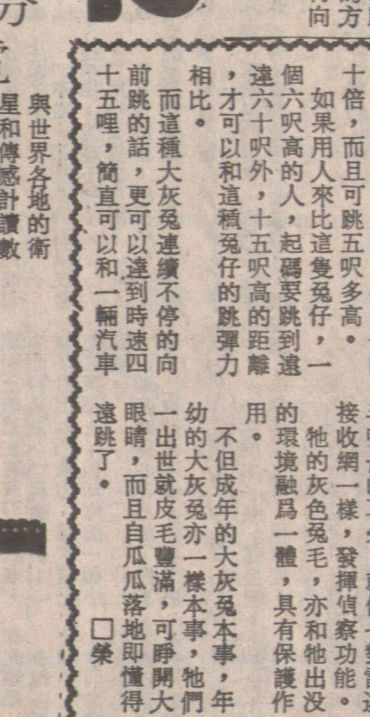 十倍，而且可跳五呎多高。
如果用人來比這隻兔仔，一
個六呎高的人，起碼要跳到遠
達六十呎外，十五呎高的距離
，才可以和這種兔仔的跳彈力
相比。
而這種大灰兔連續不停的向
前跳的話，更可以達到時速四
十五哩，簡直可以和一輛汽車
接收網一樣，發揮偵察功能。
牠的灰色兔毛，亦和牠出没
的環境融爲一體，具有保護作
用。
不但成年的大灰兔本事，年
幼的大灰兔亦一樣本事，牠們
一出世就皮毛豐滿，可睜開大
眼睛，而且自瓜瓜落地即懂得
遠跳了。
□榮
與世界各地的衛
星和傳感計讀數